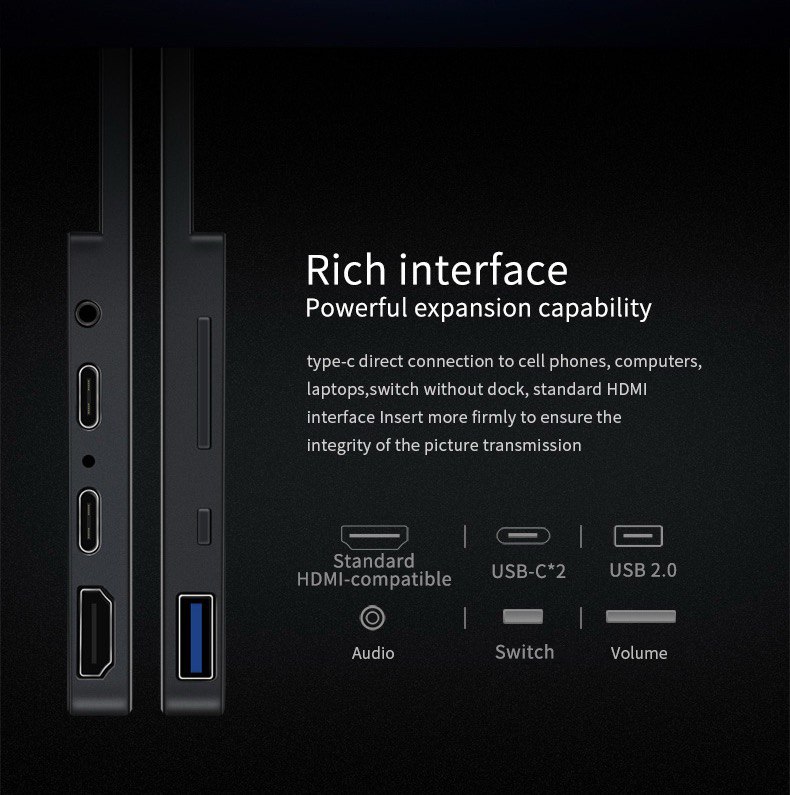 Rich interface
Powerful expansion capability
type-c direct connection to cell phones, computers,
laptops,switch without dock, standard HDMI
interface Insert more firmly to ensure the
integrity of the picture transmission
Standard
HDMI-compatible
USB-C*2
USB 2.0
Audio
Switch
Volume